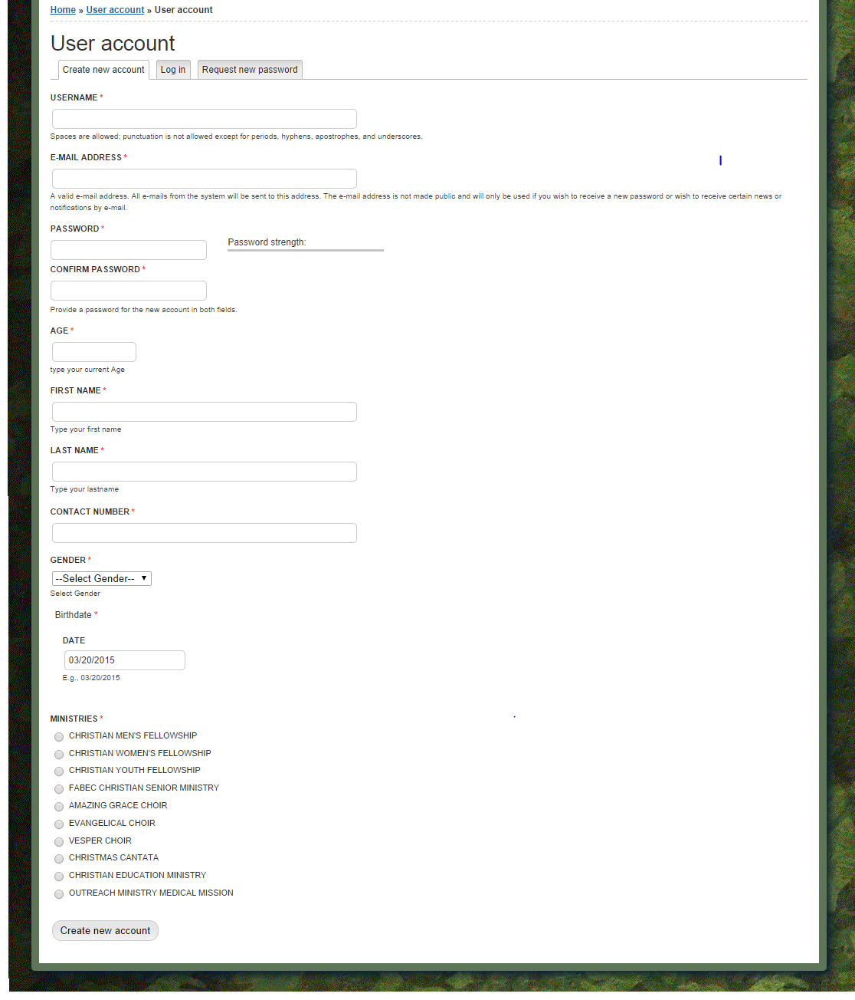 Home » User account » User account
User account
Create new account Log in Request new password
USERNAME *
Spaces are allowed; punctuation is not allowed except for periods, hyphens, apostrophes, and underscores.
E-MAIL ADDRESS *
A valid e-mail address. All e-mails from the system will be sent to this address. The e-mail address is not made public and will only be used if you wish to receive a new password or wish to receive certain news or
notifications by e-mail.
PASSWORD *
Password strength:
CONFIRM PASSWORD *
Provide a password for the new account in both fields.
AGE *
type your current Age
FIRST NAME *
Type your first name
LAST NAME *
Type your lastname
CONTACT NUMBER *
GENDER *
--Select Gender--
Select Gender
Birthdate *
DATE
03/20/2015
E.g., 03/20/2015
MINISTRIES *
CHRISTIAN MEN'S FELLOWSHIP
CHRISTIAN WOMEN'S FELLOWSHIP
CHRISTIAN YOUTH FELLOWSHIP
FABEC CHRISTIAN SENIOR MINISTRY
AMAZING GRACE CHOIR
EVANGELICAL CHOIR
VESPER CHOIR
CHRISTMAS CANTATA
CHRISTIAN EDUCATION MINISTRY
OUTREACH MINISTRY MEDICAL MISSION
Create new account